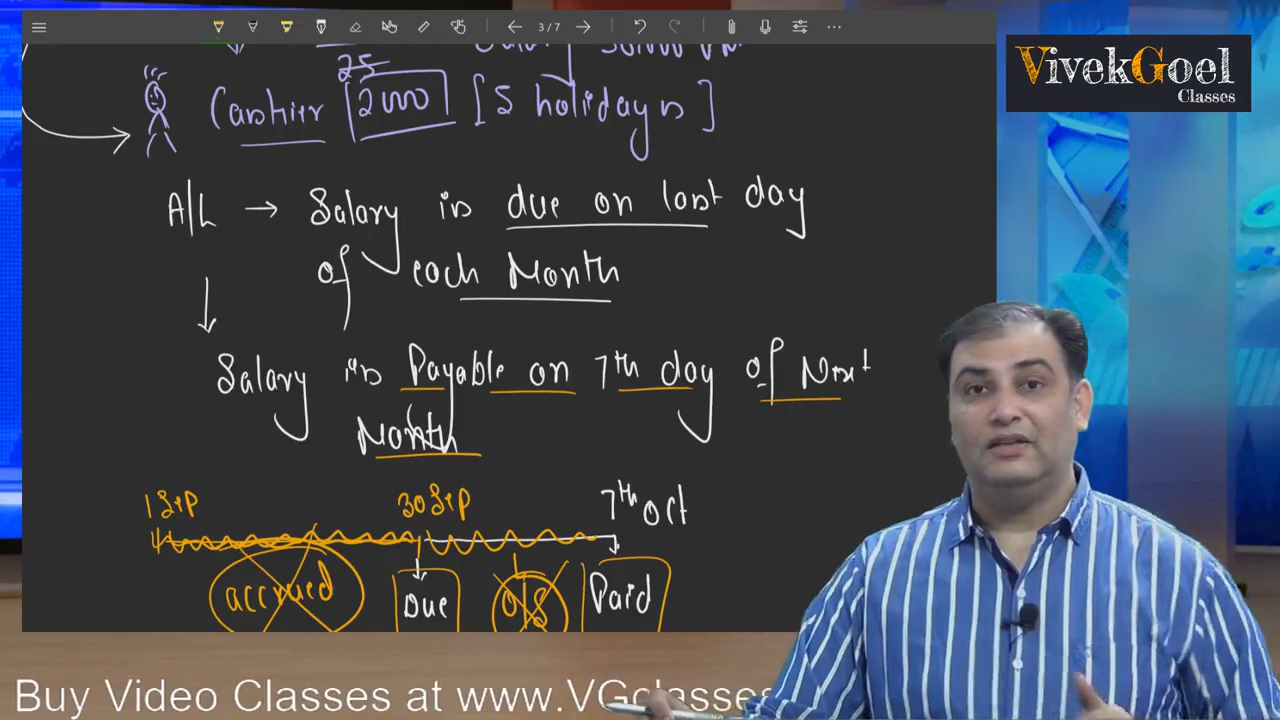 3/7
VivekGoel
Classes
25
Cashier [2000] [5 holidays]
A/L → Salary is due on last day
of each Month
Salary is Payable on 7th day of Next
Month
1 Sep 30 Sep 7th Oct
accrued Due O/S Paid
Buy Video Classes at www.VGclasses